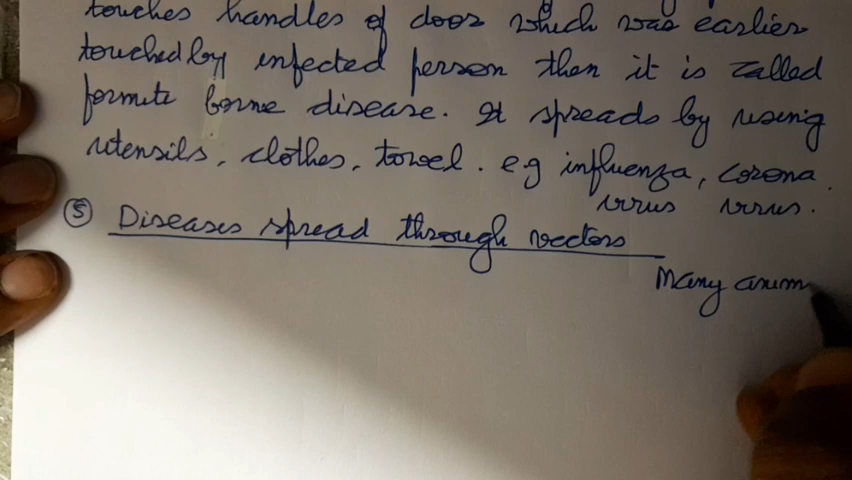 touches handles of door which was earlier
touched by infected person then it is called
formite borne disease. It spreads by using
utensils, clothes, towel. e.g influenza, corona.
virus virus.
⑤ Diseases spread through vectors
Many anim